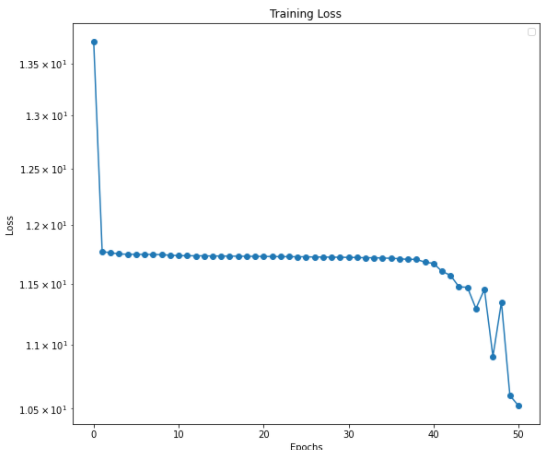 Training Loss
1.35 × 10¹
1.3 × 10¹
1.25 × 10¹
1.2 × 10¹
1.15 × 10¹
1.1 × 10¹
1.05 × 10¹
Loss
0 10 20 30 40 50
Epochs